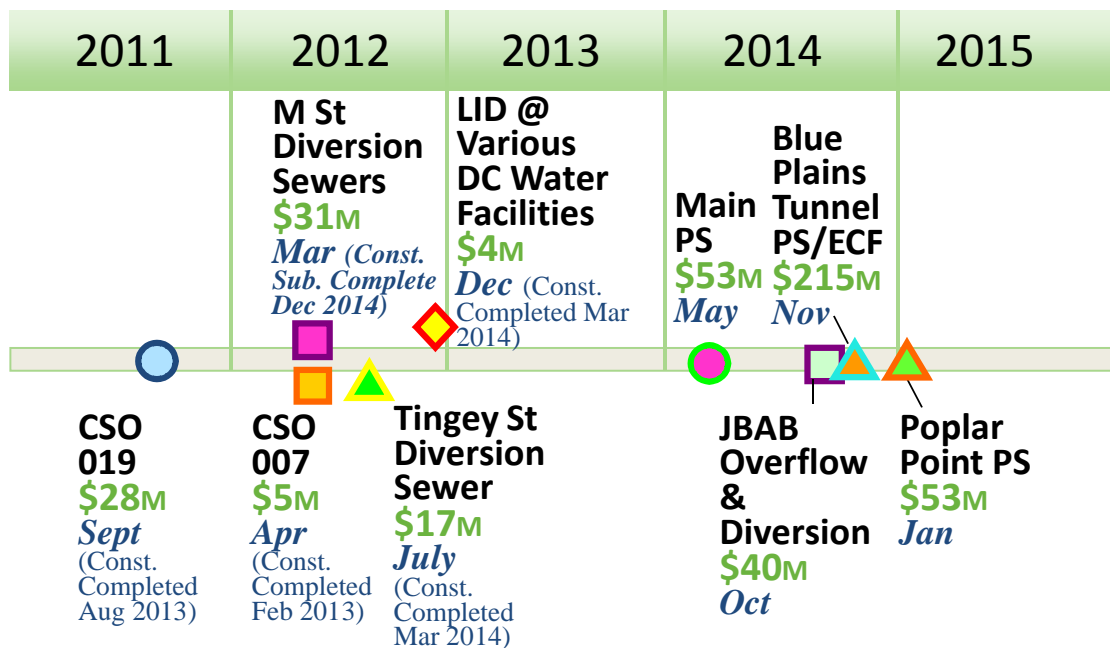 2011 2012 2013 2014 2015
M St
Diversion
Sewers
$31M
Mar (Const.
Sub. Complete
Dec 2014)
LID @
Various
DC Water
Facilities
$4M
Dec (Const.
Completed Mar
2014)
Main
PS
$53M
May
Blue
Plains
Tunnel
PS/ECF
$215M
Nov
CSO
019
$28M
Sept
(Const.
Completed
Aug 2013)
CSO
007
$5M
Apr
(Const.
Completed
Feb 2013)
Tingey St
Diversion
Sewer
$17M
July
(Const.
Completed
Mar 2014)
JBAB
Overflow
&
Diversion
$40M
Oct
Poplar
Point PS
$53M
Jan